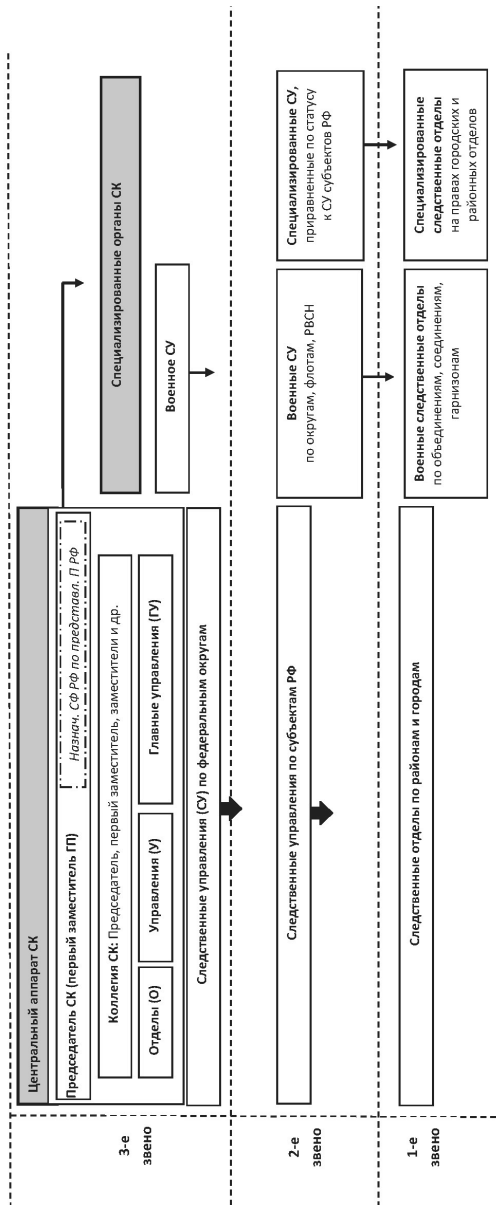 Центральный аппарат СК
Председатель СК (первый заместитель ГП)
Назнач. СФ РФ по представл. П РФ
Коллегия СК: Председатель, первый заместитель, заместители и др.
Отделы (О)
Управления (У)
Главные управления (ГУ)
Следственные управления (СУ) по федеральным округам
Специализированные органы СК
Военное СУ
3-е
звено
Следственные управления по субъектам РФ
Военные СУ
по округам, флотам, РВСН
Специализированные СУ,
приравненные по статусу
к СУ субъектов РФ
2-е
звено
Следственные отделы по районам и городам
Военные следственные отделы
по объединениям, соединениям,
гарнизонам
Специализированные
следственные отделы
на правах городских и
районных отделов
1-е
звено